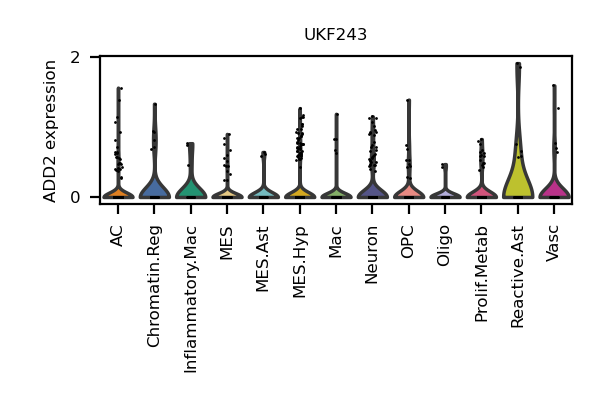 UKF243
ADD2 expression
2
0
AC
Chromatin.Reg
Inflammatory.Mac
MES
MES.Ast
MES.Hyp
Mac
Neuron
OPC
Oligo
Prolif.Metab
Reactive.Ast
Vasc